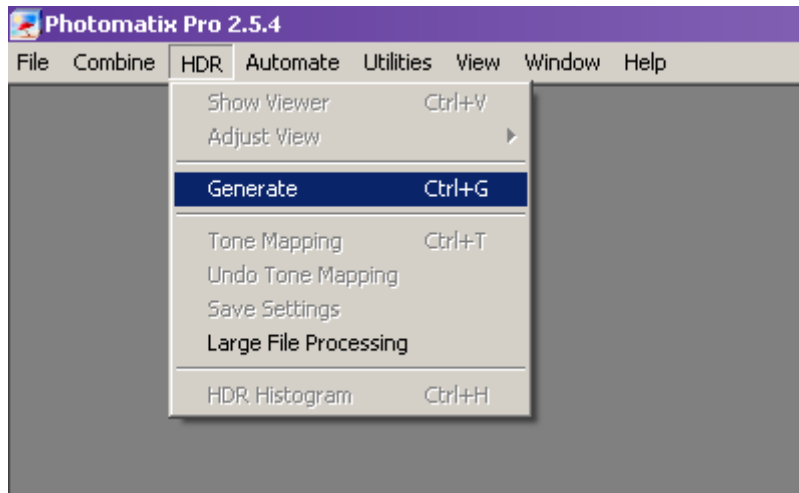 Photomatix Pro 2.5.4
File Combine HDR Automate Utilities View Window Help
Show Viewer Ctrl+V
Adjust View
Generate Ctrl+G
Tone Mapping Ctrl+T
Undo Tone Mapping
Save Settings
Large File Processing
HDR Histogram Ctrl+H